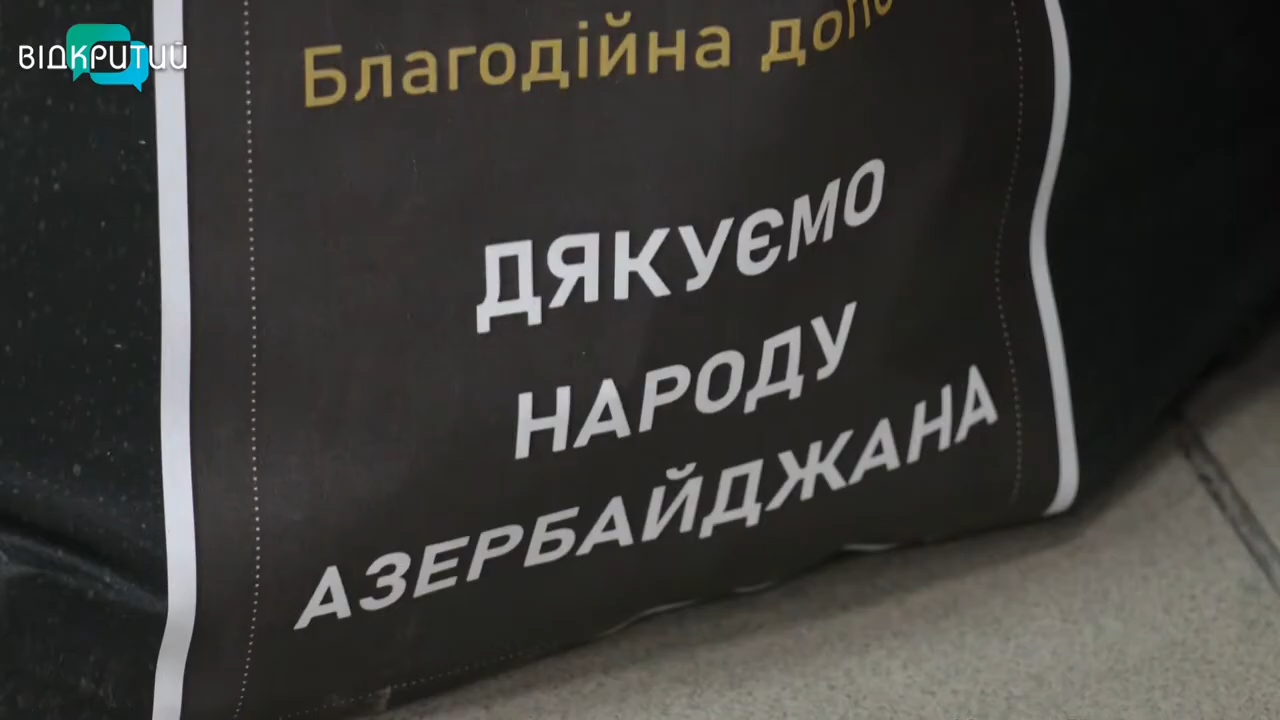 ВІДКРИТИЙ
Благодійна
ДЯКУЄМО
НАРОДУ
АЗЕРБАЙДЖАНА